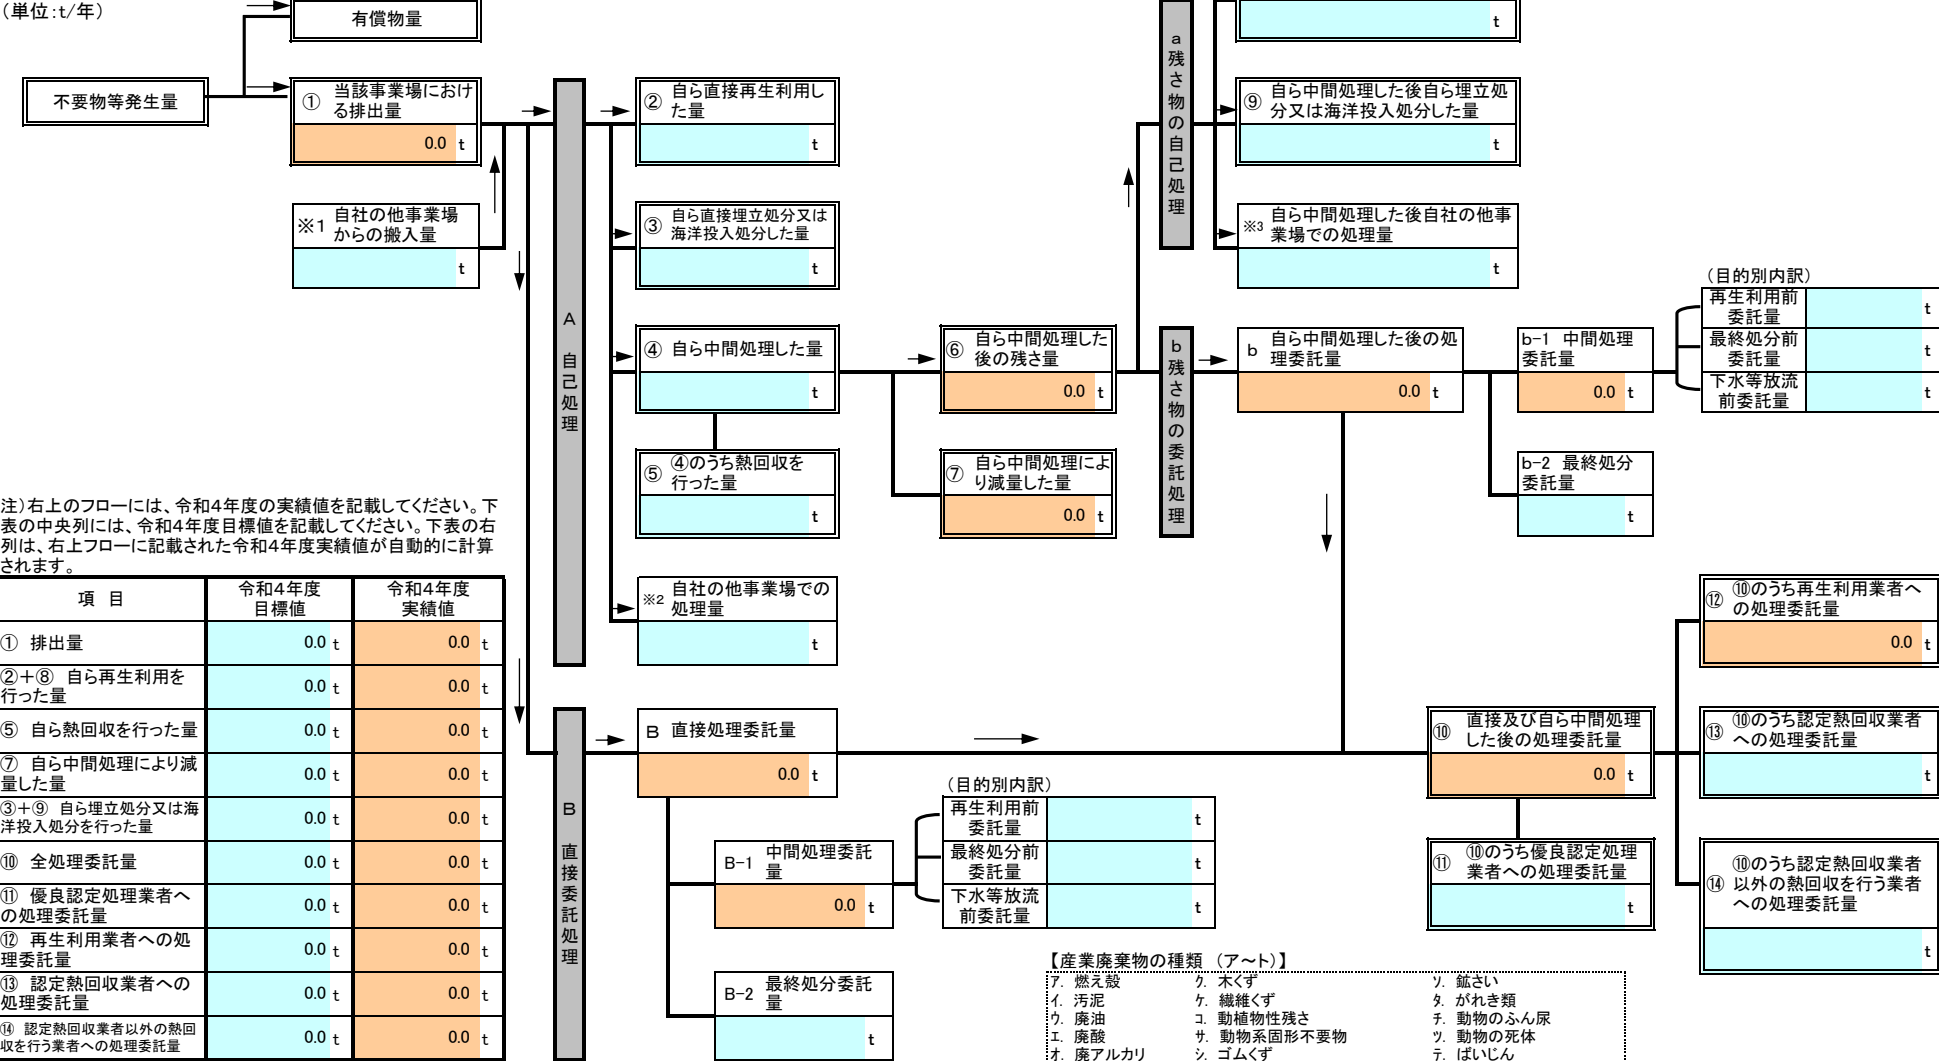 （単位：t/年）
有償物量
不要物等発生量
① 当該事業場におけ
る排出量
0.0 t
※1 自社の他事業場
からの搬入量
t
A 自己処理
② 自ら直接再生利用し
た量
t
③ 自ら直接埋立処分又は
海洋投入処分した量
t
④ 自ら中間処理した量
t
⑤ ④のうち熱回収を
行った量
t
※2 自社の他事業場での
処理量
t
⑥ 自ら中間処理した
後の残さ量
0.0 t
⑦ 自ら中間処理によ
り減量した量
0.0 t
a 残さ物の自己処理
t
⑨ 自ら中間処理した後自ら埋立処
分又は海洋投入処分した量
t
※3 自ら中間処理した後自社の他事
業場での処理量
t
b 残さ物の委託処理
b 自ら中間処理した後の処
理委託量
0.0 t
b-1 中間処理
委託量
0.0 t
b-2 最終処分
委託量
t
（目的別内訳）
再生利用前
委託量
t
最終処分前
委託量
t
下水等放流
前委託量
t
注）右上のフローには、令和4年度の実績値を記載してください。下
表の中央列には、令和4年度目標値を記載してください。下表の右
列は、右上フローに記載された令和4年度実績値が自動的に計算
されます。
項 目
令和4年度
目標値
令和4年度
実績値
① 排出量 0.0 t 0.0 t
②＋⑧ 自ら再生利用を
行った量 0.0 t 0.0 t
⑤ 自ら熱回収を行った量 0.0 t 0.0 t
⑦ 自ら中間処理により減
量した量 0.0 t 0.0 t
③＋⑨ 自ら埋立処分又は海
洋投入処分を行った量 0.0 t 0.0 t
⑩ 全処理委託量 0.0 t 0.0 t
⑪ 優良認定処理業者へ
の処理委託量 0.0 t 0.0 t
⑫ 再生利用業者への処
理委託量 0.0 t 0.0 t
⑬ 認定熱回収業者への
処理委託量 0.0 t 0.0 t
⑭ 認定熱回収業者以外の熱回
収を行う業者への処理委託量 0.0 t 0.0 t
B 直接委託処理
B 直接処理委託量
0.0 t
B-1 中間処理委託
量
0.0 t
B-2 最終処分委託
量
t
（目的別内訳）
再生利用前
委託量
t
最終処分前
委託量
t
下水等放流
前委託量
t
⑩ 直接及び自ら中間処理
した後の処理委託量
0.0 t
⑪ ⑩のうち優良認定処理
業者への処理委託量
t
⑫ ⑩のうち再生利用業者へ
の処理委託量
0.0 t
⑬ ⑩のうち認定熱回収業者
への処理委託量
t
⑭ ⑩のうち認定熱回収業者
以外の熱回収を行う業者
への処理委託量
t
【産業廃棄物の種類 （ア～ト）】
ア. 燃え殻 ク. 木くず ソ. 鉱さい
イ. 汚泥 ケ. 繊維くず タ. がれき類
ウ. 廃油 コ. 動植物性残さ チ. 動物のふん尿
エ. 廃酸 サ. 動物系固形不要物 ツ. 動物の死体
オ. 廃アルカリ シ. ゴムくず テ. ばいじん